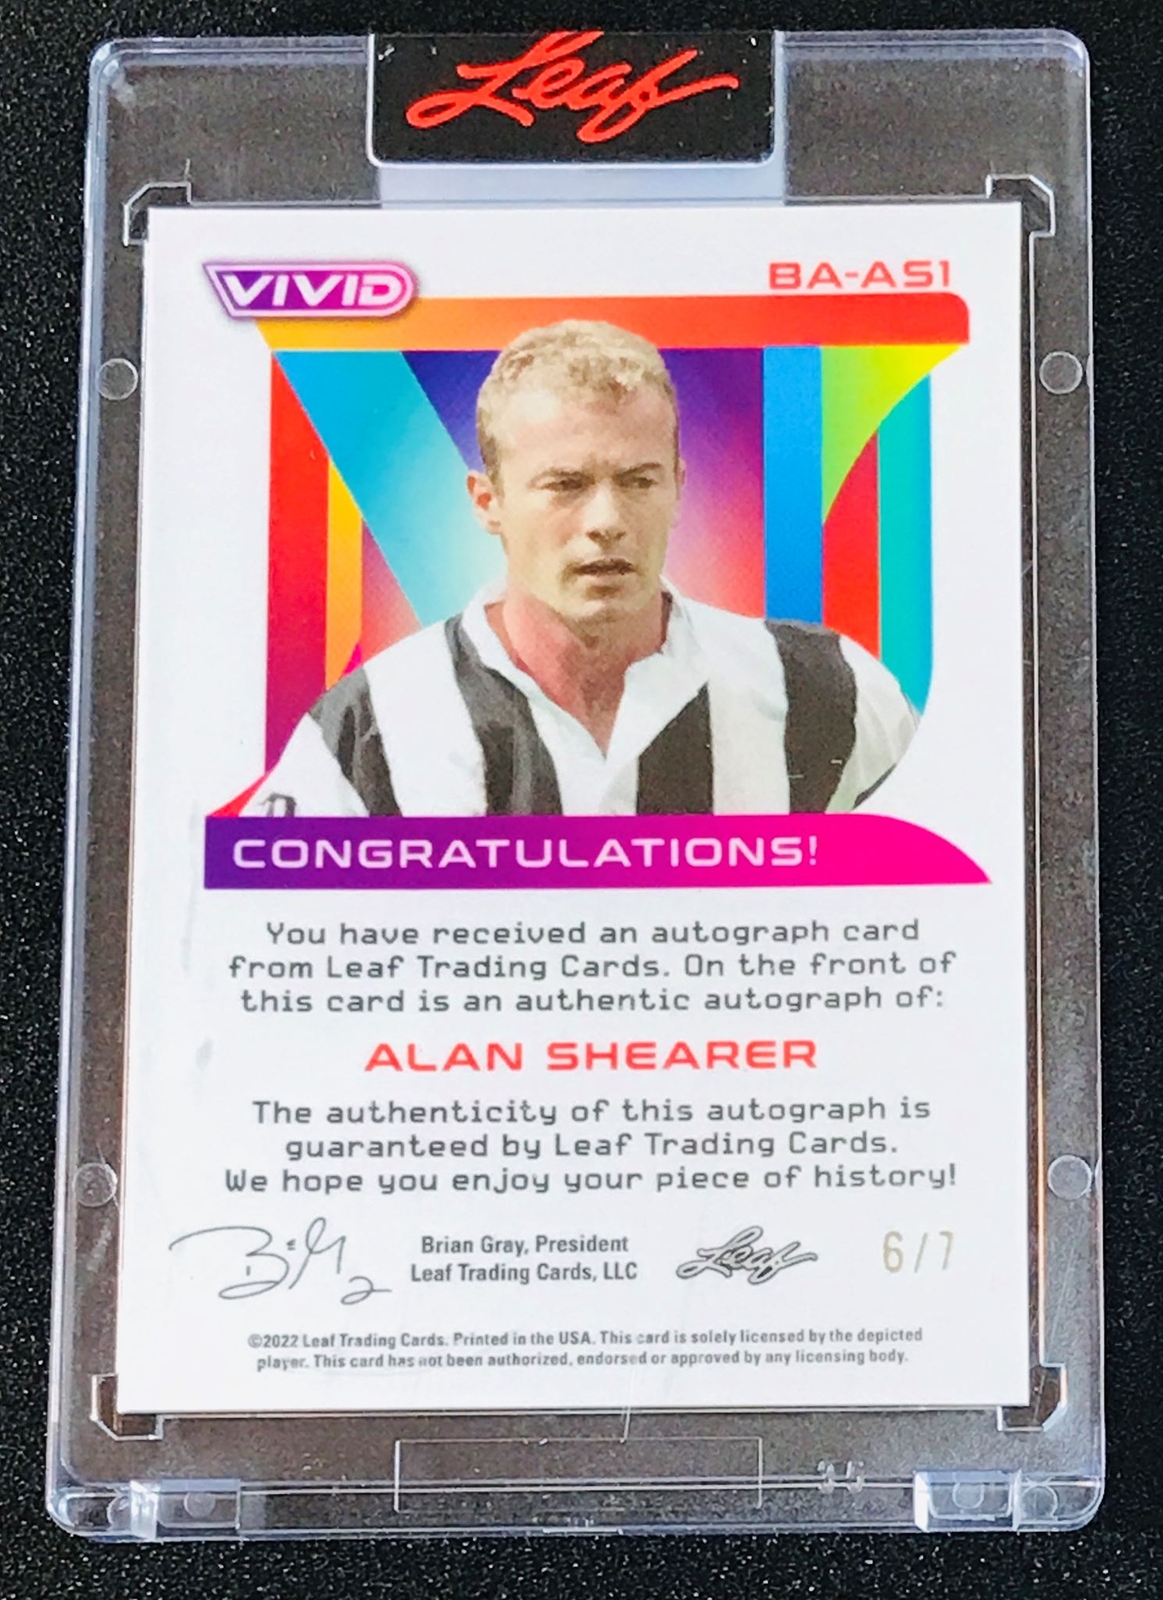 Leaf
VIVID
BA-AS1
CONGRATULATIONS!
You have received an autograph card
from Leaf Trading Cards. On the front of
this card is an authentic autograph of:
ALAN SHEARER
The authenticity of this autograph is
guaranteed by Leaf Trading Cards.
We hope you enjoy your piece of history!
Brian Gray, President
Leaf Trading Cards, LLC
Leaf
6/7
©2022 Leaf Trading Cards. Printed in the USA. This card is solely licensed by the depicted
player. This card has not been authorized, endorsed or approved by any licensing body.